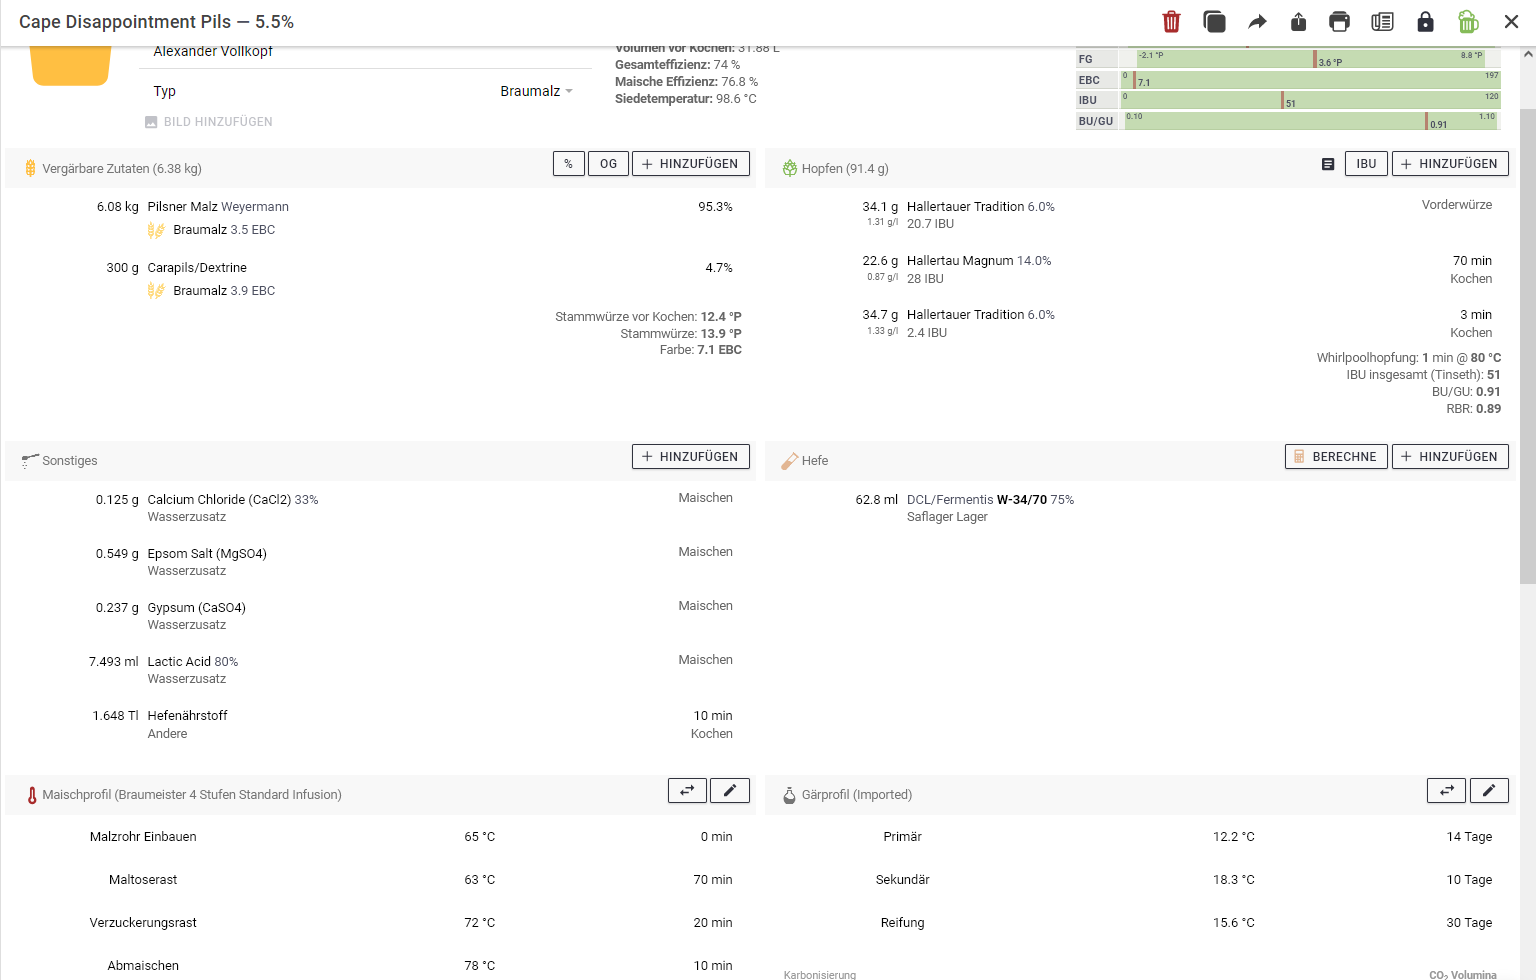 Cape Disappointment Pils — 5.5%
Alexander Vollkopf
Typ
Braumalz
BILD HINZUFÜGEN
Volumen vor Kochen: 31.88 L
Gesamteffizienz: 74 %
Maische Effizienz: 76.8 %
Siedetemperatur: 98.6 °C
FG
-2.1 °P
3.6 °P
8.8 °P
EBC
0
7.1
197
IBU
0
51
120
BU/GU
0.10
0.91
1.10
Vergärbare Zutaten (6.38 kg)
%
OG
+ HINZUFÜGEN
6.08 kg Pilsner Malz Weyermann 95.3%
Braumalz 3.5 EBC
300 g Carapils/Dextrine 4.7%
Braumalz 3.9 EBC
Stammwürze vor Kochen: 12.4 °P
Stammwürze: 13.9 °P
Farbe: 7.1 EBC
Hopfen (91.4 g)
IBU
+ HINZUFÜGEN
34.1 g Hallertauer Tradition 6.0% Vorderwürze
1.31 g/l 20.7 IBU
22.6 g Hallertau Magnum 14.0% 70 min
0.87 g/l 28 IBU Kochen
34.7 g Hallertauer Tradition 6.0% 3 min
1.33 g/l 2.4 IBU Kochen
Whirlpoolhopfung: 1 min @ 80 °C
IBU insgesamt (Tinseth): 51
BU/GU: 0.91
RBR: 0.89
Sonstiges
+ HINZUFÜGEN
0.125 g Calcium Chloride (CaCl2) 33% Maischen
Wasserzusatz
0.549 g Epsom Salt (MgSO4) Maischen
Wasserzusatz
0.237 g Gypsum (CaSO4) Maischen
Wasserzusatz
7.493 ml Lactic Acid 80% Maischen
Wasserzusatz
1.648 Tl Hefenährstoff 10 min
Andere Kochen
Hefe
BERECHNE
+ HINZUFÜGEN
62.8 ml DCL/Fermentis W-34/70 75%
Saflager Lager
Maischprofil (Braumeister 4 Stufen Standard Infusion)
Malzrohr Einbauen 65 °C 0 min
Maltoserast 63 °C 70 min
Verzuckerungsrast 72 °C 20 min
Abmaischen 78 °C 10 min
Gärprofil (Imported)
Primär 12.2 °C 14 Tage
Sekundär 18.3 °C 10 Tage
Reifung 15.6 °C 30 Tage
Karbonisierung CO₂ Volumina